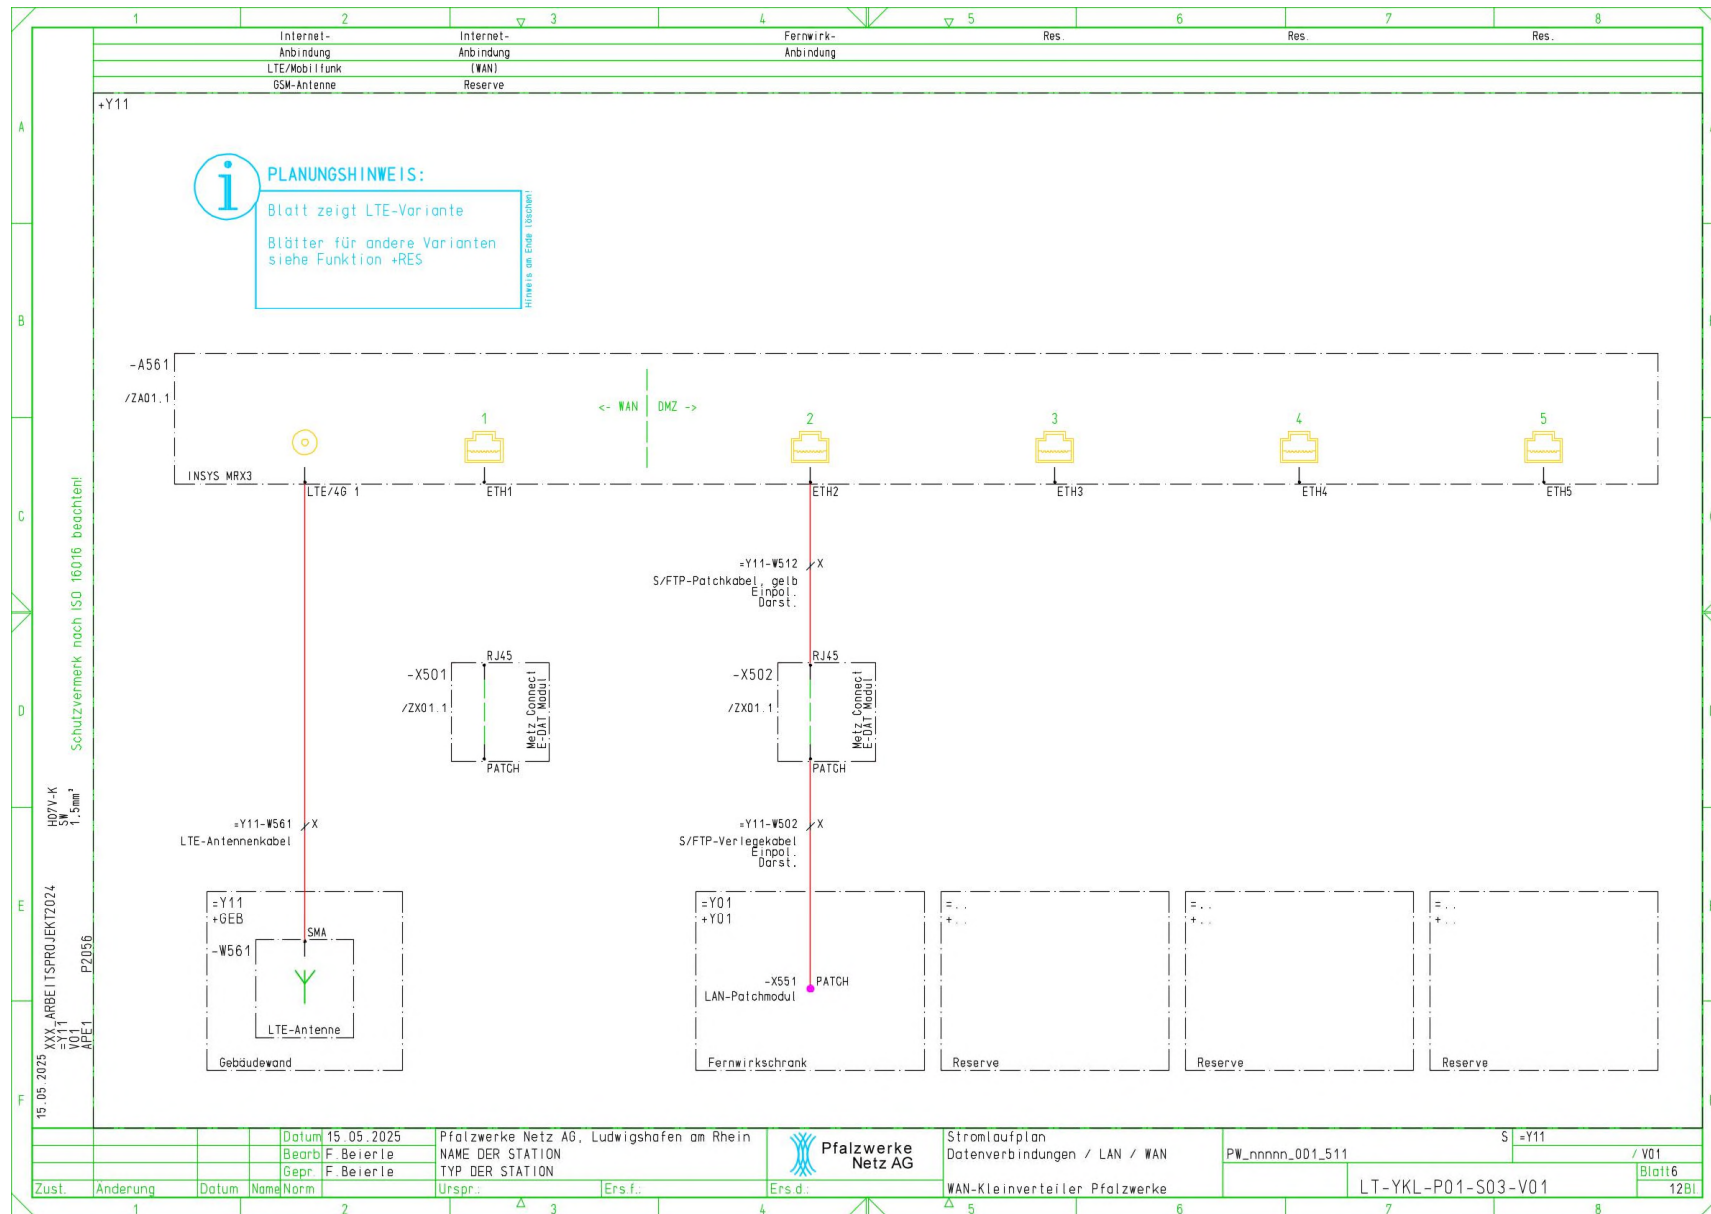 1 2 3 4 5 6 7 8
Internet- Internet- Fernwirk- Res. Res. Res.
Anbindung Anbindung Anbindung
LTE/Mobilfunk (WAN)
GSM-Antenne Reserve
+Y11
A
PLANUNGSHINWEIS:
Blatt zeigt LTE-Variante
Blätter für andere Varianten
siehe Funktion +RES
Hinweis am Ende löschen!
B
-A561
/ZA01.1
<- WAN DMZ ->
1 2 3 4 5
INSYS MRX3
LTE/4G 1 ETH1 ETH2 ETH3 ETH4 ETH5
C
Schutzvermerk nach ISO 16016 beachten!
=Y11-W512 X
S/FTP-Patchkabel, gelb
Einpol.
Darst.
RJ45 RJ45
-X501 -X502
/ZX01.1 /ZX01.1
Metz Connect
E-DAT Modul
Metz Connect
E-DAT Modul
D
PATCH PATCH
H07V-K
SW
1.5mm²
=Y11-W561 X =Y11-W502 X
LTE-Antennenkabel S/FTP-Verlegekabel
Einpol.
Darst.
E
=Y11 =Y01 =.. =.. =..
+GEB +Y01 +.. +.. +..
SMA
-W561
-X551 PATCH
LAN-Patchmodul
LTE-Antenne
Gebäudewand Fernwirkschrank Reserve Reserve Reserve
F
15.05.2025
XXX_ARBEITSPROJEKT2024
=Y11
V01
APE1 P2056
Datum 15.05.2025 Pfalzwerke Netz AG, Ludwigshafen am Rhein
Bearb F.Beierle NAME DER STATION
Gepr. F.Beierle TYP DER STATION
Zust. Änderung Datum Name Norm Urspr.: Ers.f.: Ers.d.:
Pfalzwerke
Netz AG
Stromlaufplan S =Y11
Datenverbindungen / LAN / WAN PW_nnnnn_001_511 / V01
Blatt6
WAN-Kleinverteiler Pfalzwerke LT-YKL-P01-S03-V01 12Bl.
1 2 3 4 5 6 7 8